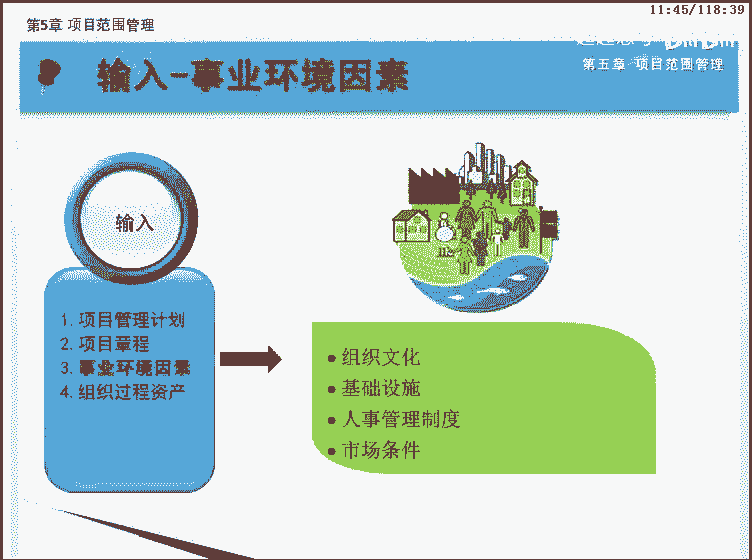 11:45/118:39
第5章 项目范围管理
输入-事业环境因素
第五章 项目范围管理
输入
1. 项目管理计划
2. 项目章程
3. 事业环境因素
4. 组织过程资产
● 组织文化
● 基础设施
● 人事管理制度
● 市场条件